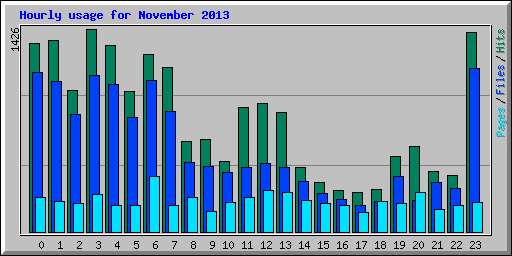 Hourly usage for November 2013
1426
Pages/Files/Hits
0 1 2 3 4 5 6 7 8 9 10 11 12 13 14 15 16 17 18 19 20 21 22 23